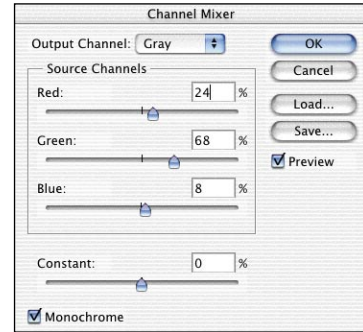 Channel Mixer
Output Channel: Gray
OK
Source Channels
Cancel
Red: 24 %
Load...
Green: 68 %
Save...
Preview
Blue: 8 %
Constant: 0 %
Monochrome